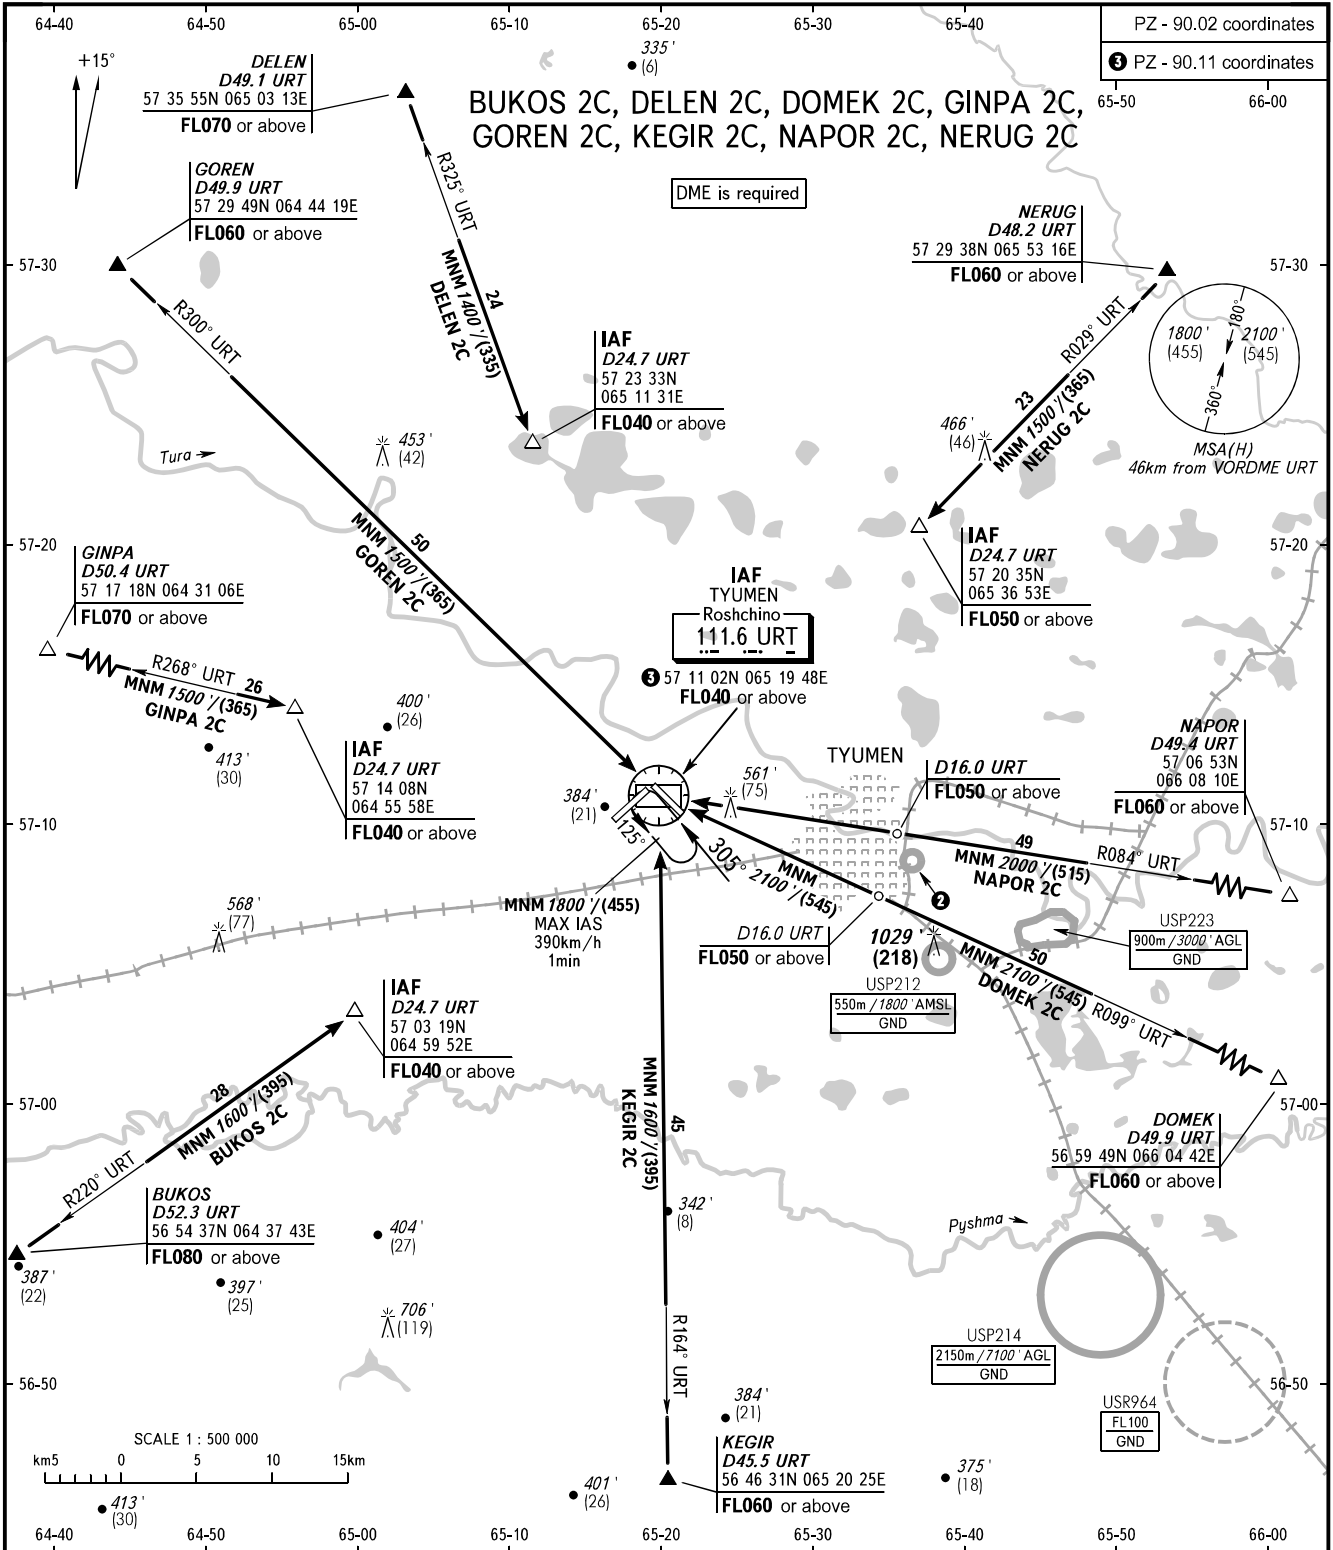 64-40
64-50
65-00
65-10
65-20
65-30
65-40
65-50
66-00
PZ - 90.02 coordinates
3 PZ - 90.11 coordinates
+15°
DELEN
D49.1 URT
57 35 55N 065 03 13E
FL070 or above
335'
(6)
BUKOS 2C, DELEN 2C, DOMEK 2C, GINPA 2C,
GOREN 2C, KEGIR 2C, NAPOR 2C, NERUG 2C
DME is required
GOREN
D49.9 URT
57 29 49N 064 44 19E
FL060 or above
R325° URT
24
MNM 1400'/(335)
DELEN 2C
NERUG
D48.2 URT
57 29 38N 065 53 16E
FL060 or above
57-30
57-30
R300° URT
R029° URT
23
MNM 1500'/(365)
NERUG 2C
1800'
(455)
2100'
(545)
180°
360°
MSA(H)
46km from VORDME URT
IAF
D24.7 URT
57 23 33N
065 11 31E
FL040 or above
453'
(42)
466'
(46)
Tura
50
MNM 1500'/(365)
GOREN 2C
57-20
57-20
IAF
D24.7 URT
57 20 35N
065 36 53E
FL050 or above
GINPA
D50.4 URT
57 17 18N 064 31 06E
FL070 or above
R268° URT
26
MNM 1500'/(365)
GINPA 2C
IAF
TYUMEN
Roshchino
111.6 URT
3 57 11 02N 065 19 48E
FL040 or above
400'
(26)
413'
(30)
IAF
D24.7 URT
57 14 08N
064 55 58E
FL040 or above
NAPOR
D49.4 URT
57 06 53N
066 08 10E
FL060 or above
TYUMEN
D16.0 URT
FL050 or above
561'
(75)
384'
(21)
57-10
57-10
125°
305°
2100'/(545)
MNM
49
MNM 2000'/(515)
NAPOR 2C
R084° URT
2
MNM 1800'/(455)
MAX IAS
390km/h
1min
568'
(77)
D16.0 URT
FL050 or above
1029'
(218)
USP223
900m/3000' AGL
GND
50
MNM 2100'/(545)
DOMEK 2C
R099° URT
USP212
550m/1800' AMSL
GND
IAF
D24.7 URT
57 03 19N
064 59 52E
FL040 or above
28
MNM 1600'/(395)
BUKOS 2C
R220° URT
57-00
57-00
45
MNM 1600'/(395)
KEGIR 2C
DOMEK
D49.9 URT
56 59 49N 066 04 42E
FL060 or above
BUKOS
D52.3 URT
56 54 37N 064 37 43E
FL080 or above
387'
(22)
397'
(25)
404'
(27)
342'
(8)
Pyshma
706'
(119)
R164° URT
USP214
2150m/7100' AGL
GND
USR964
FL100
GND
56-50
56-50
384'
(21)
KEGIR
D45.5 URT
56 46 31N 065 20 25E
FL060 or above
375'
(18)
401'
(26)
SCALE 1 : 500 000
km5 0 5 10 15km
413'
(30)
64-40
64-50
65-00
65-10
65-20
65-30
65-40
65-50
66-00